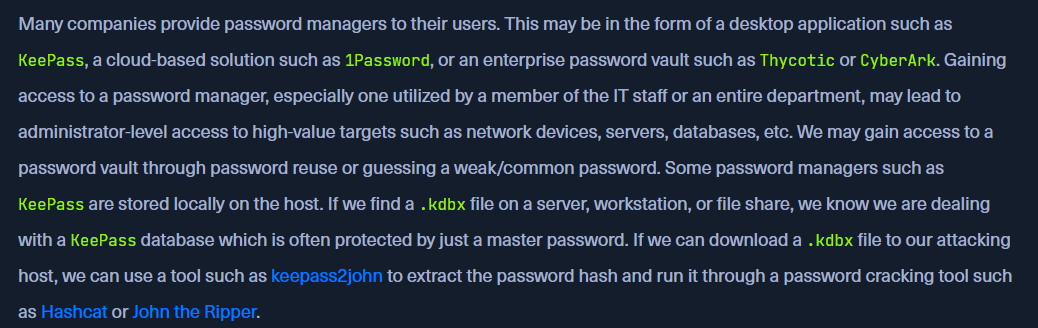 Many companies provide password managers to their users. This may be in the form of a desktop application such as
KeePass, a cloud-based solution such as 1Password, or an enterprise password vault such as Thycotic or CyberArk. Gaining
access to a password manager, especially one utilized by a member of the IT staff or an entire department, may lead to
administrator-level access to high-value targets such as network devices, servers, databases, etc. We may gain access to a
password vault through password reuse or guessing a weak/common password. Some password managers such as
KeePass are stored locally on the host. If we find a .kdbx file on a server, workstation, or file share, we know we are dealing
with a KeePass database which is often protected by just a master password. If we can download a .kdbx file to our attacking
host, we can use a tool such as keepass2john to extract the password hash and run it through a password cracking tool such
as Hashcat or John the Ripper.